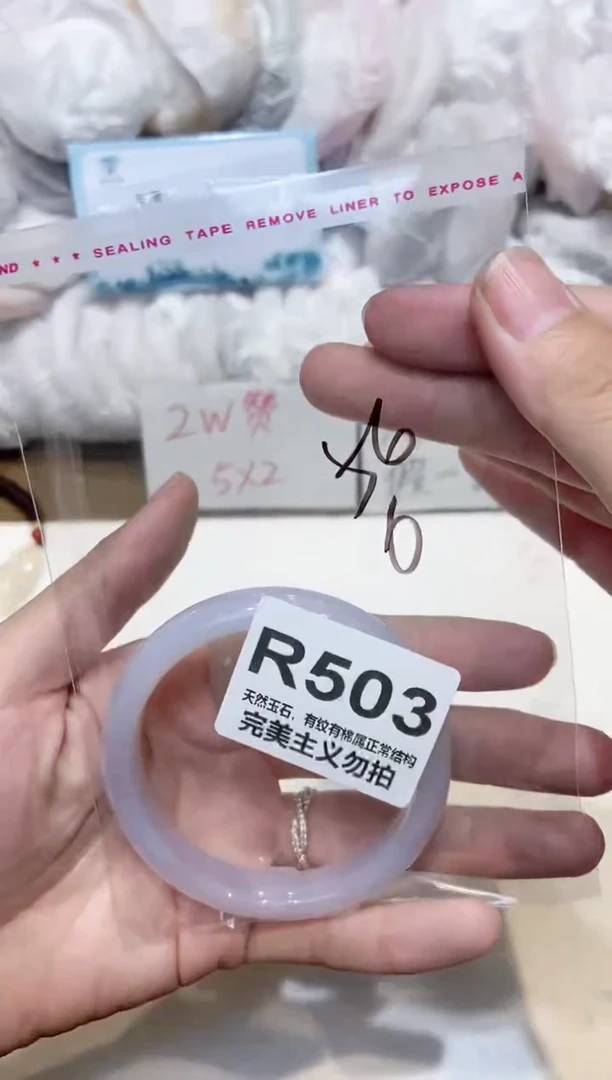 ND * * * SEALING TAPE REMOVE LINER TO EXPOSE A
2W赞
5X2
R503
天然玉石,有纹有棉属正常结构
完美主义勿拍